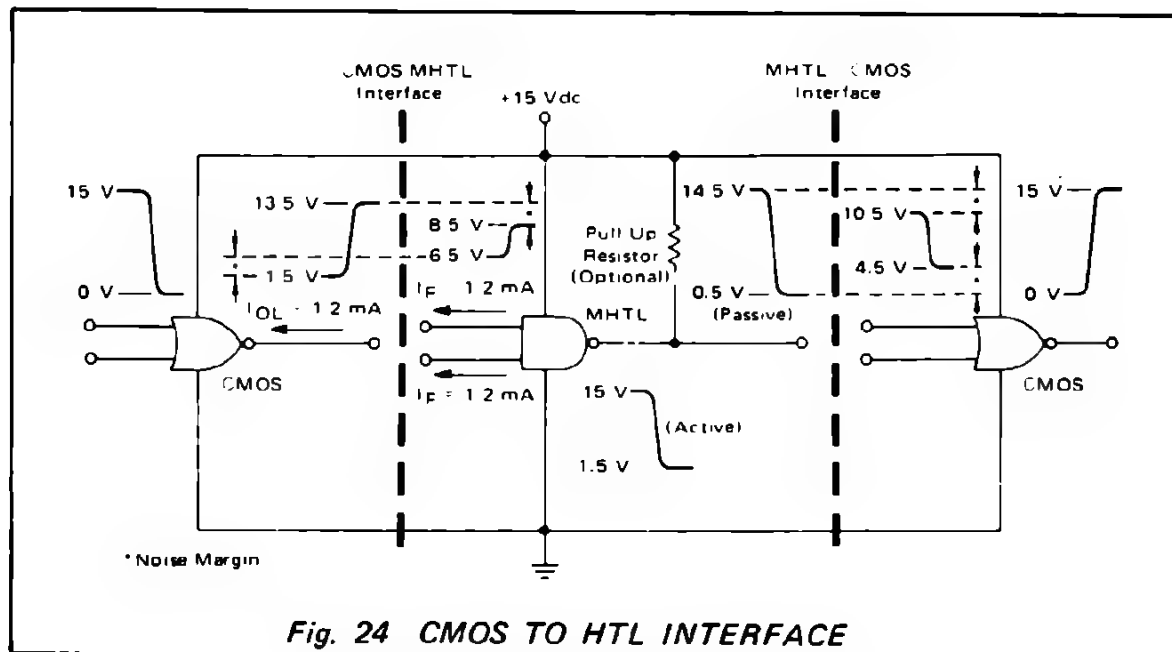 CMOS MHTL
Interface
MHTL CMOS
Interface
+15 Vdc
15 V
0 V
13 5 V
1 5 V
IOL - 1 2 mA
CMOS
8 5 V
6 5 V
IF 1 2 mA
IF = 1 2 mA
MHTL
Pull Up
Resistor
(Optional)
15 V
(Active)
1.5 V
14 5 V
0.5 V
(Passive)
10 5 V
4.5 V
15 V
0 V
CMOS
* Noise Margin
Fig. 24 CMOS TO HTL INTERFACE